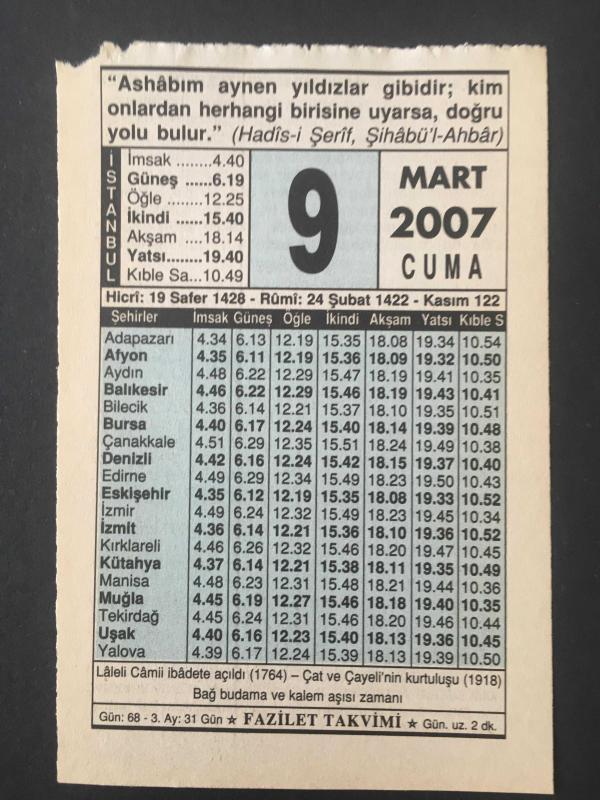 “Ashâbım aynen yıldızlar gibidir; kim
onlardan herhangi birisine uyarsa, doğru
yolu bulur.” (Hadîs-i Şerîf, Şihâbü’l-Ahbâr)
İSTANBUL
İmsak ........4.40
Güneş ......6.19
Öğle ........12.25
İkindi ......15.40
Akşam ....18.14
Yatsı........19.40
Kıble Sa...10.49
9
MART
2007
CUMA
Hicrî: 19 Safer 1428 - Rûmî: 24 Şubat 1422 - Kasım 122
Şehirler İmsak Güneş Öğle İkindi Akşam Yatsı Kıble S
Adapazarı 4.34 6.13 12.19 15.35 18.08 19.34 10.54
Afyon 4.35 6.11 12.19 15.36 18.09 19.32 10.50
Aydın 4.48 6.22 12.29 15.47 18.19 19.41 10.35
Balıkesir 4.46 6.22 12.29 15.46 18.19 19.43 10.41
Bilecik 4.36 6.14 12.21 15.37 18.10 19.35 10.51
Bursa 4.40 6.17 12.24 15.40 18.14 19.39 10.48
Çanakkale 4.51 6.29 12.35 15.51 18.24 19.49 10.38
Denizli 4.42 6.16 12.24 15.42 18.15 19.37 10.40
Edirne 4.49 6.29 12.34 15.49 18.23 19.50 10.43
Eskişehir 4.35 6.12 12.19 15.35 18.08 19.33 10.52
İzmir 4.49 6.24 12.32 15.49 18.23 19.45 10.34
İzmit 4.36 6.14 12.21 15.36 18.10 19.36 10.52
Kırklareli 4.46 6.26 12.32 15.46 18.20 19.47 10.45
Kütahya 4.37 6.14 12.21 15.38 18.11 19.35 10.49
Manisa 4.48 6.23 12.31 15.48 18.21 19.44 10.36
Muğla 4.45 6.19 12.27 15.46 18.18 19.40 10.35
Tekirdağ 4.45 6.24 12.31 15.46 18.20 19.46 10.44
Uşak 4.40 6.16 12.23 15.40 18.13 19.36 10.45
Yalova 4.39 6.17 12.24 15.39 18.13 19.39 10.50
Lâleli Câmii ibâdete açıldı (1764) – Çat ve Çayeli’nin kurtuluşu (1918)
Bağ budama ve kalem aşısı zamanı
Gün: 68 - 3. Ay: 31 Gün ★ FAZİLET TAKVİMİ ★ Gün. uz. 2 dk.